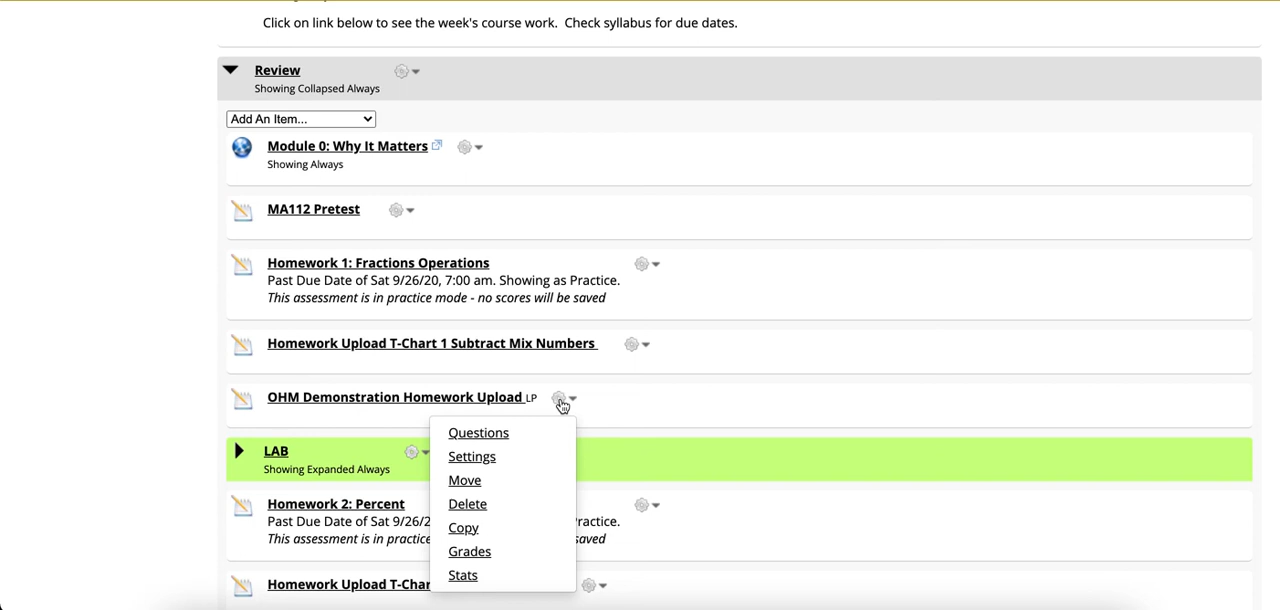 Click on link below to see the week's course work.  Check syllabus for due dates.
Review
Showing Collapsed Always
Add An Item...
Module 0: Why It Matters
Showing Always
MA112 Pretest
Homework 1: Fractions Operations
Past Due Date of Sat 9/26/20, 7:00 am. Showing as Practice.
This assessment is in practice mode - no scores will be saved
Homework Upload T-Chart 1 Subtract Mix Numbers
OHM Demonstration Homework Upload LP
Questions
Settings
Move
Delete
Copy
Grades
Stats
LAB
Showing Expanded Always
Homework 2: Percent
Past Due Date of Sat 9/26/2 ractice.
This assessment is in practice saved
Homework Upload T-Char